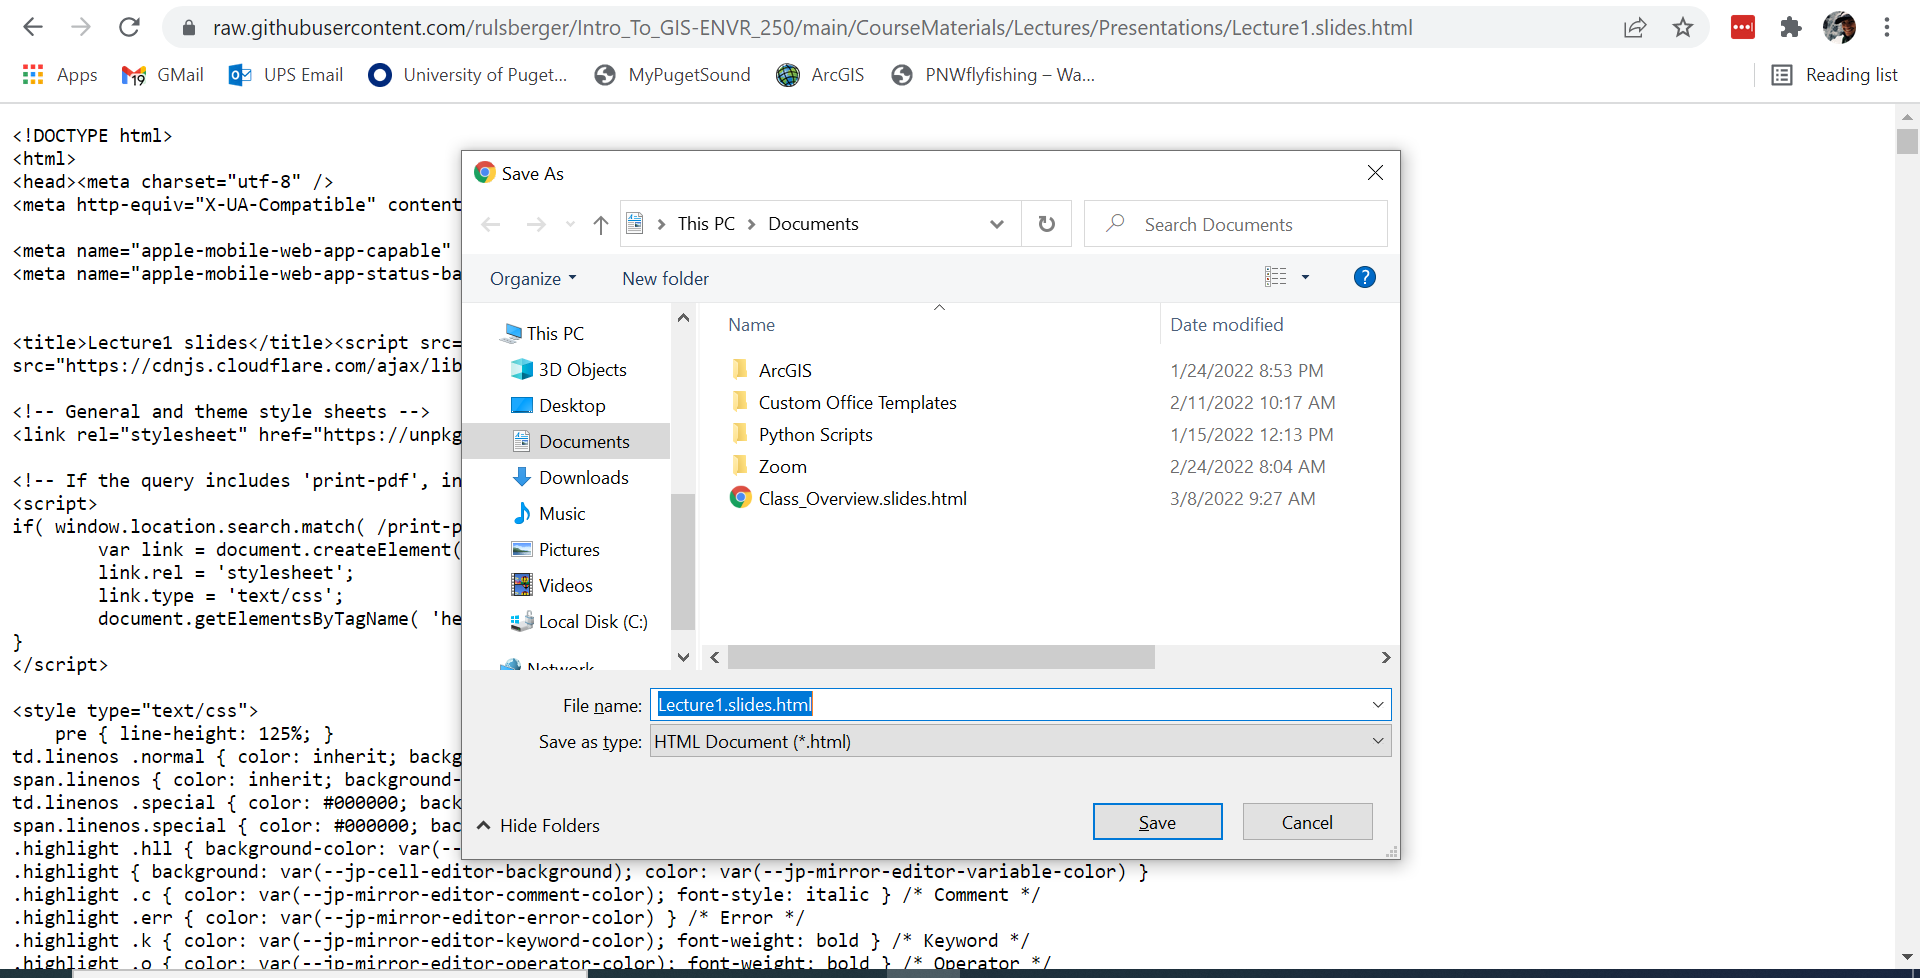 raw.githubusercontent.com/rulsberger/Intro_To_GIS-ENVR_250/main/CourseMaterials/Lectures/Presentations/Lecture1.slides.html
Apps GMail UPS Email University of Puget... MyPugetSound ArcGIS PNWflyfishing – Wa... Reading list
<!DOCTYPE html>
<html>
<head><meta charset="utf-8" />
<meta http-equiv="X-UA-Compatible" content
<meta name="apple-mobile-web-app-capable"
<meta name="apple-mobile-web-app-status-ba
<title>Lecture1 slides</title><script src=
src="https://cdnjs.cloudflare.com/ajax/lib
<!-- General and theme style sheets -->
<link rel="stylesheet" href="https://unpkg
<!-- If the query includes 'print-pdf', in
<script>
if( window.location.search.match( /print-p
var link = document.createElement(
link.rel = 'stylesheet';
link.type = 'text/css';
document.getElementsByTagName( 'he
}
</script>
<style type="text/css">
pre { line-height: 125%; }
td.linenos .normal { color: inherit; backg
span.linenos { color: inherit; background-
td.linenos .special { color: #000000; back
span.linenos.special { color: #000000; bac
.highlight .hll { background-color: var(--
.highlight { background: var(--jp-cell-editor-background); color: var(--jp-mirror-editor-variable-color) }
.highlight .c { color: var(--jp-mirror-editor-comment-color); font-style: italic } /* Comment */
.highlight .err { color: var(--jp-mirror-editor-error-color) } /* Error */
.highlight .k { color: var(--jp-mirror-editor-keyword-color); font-weight: bold } /* Keyword */
.highlight .o { color: var(--jp-mirror-editor-operator-color); font-weight: bold } /* Operator */
Save As
This PC Documents
Search Documents
Organize New folder
?
This PC
3D Objects
Desktop
Documents
Downloads
Music
Pictures
Videos
Local Disk (C:)
Network
Name Date modified
ArcGIS 1/24/2022 8:53 PM
Custom Office Templates 2/11/2022 10:17 AM
Python Scripts 1/15/2022 12:13 PM
Zoom 2/24/2022 8:04 AM
Class_Overview.slides.html 3/8/2022 9:27 AM
File name: Lecture1.slides.html
Save as type: HTML Document (*.html)
Hide Folders
Save Cancel